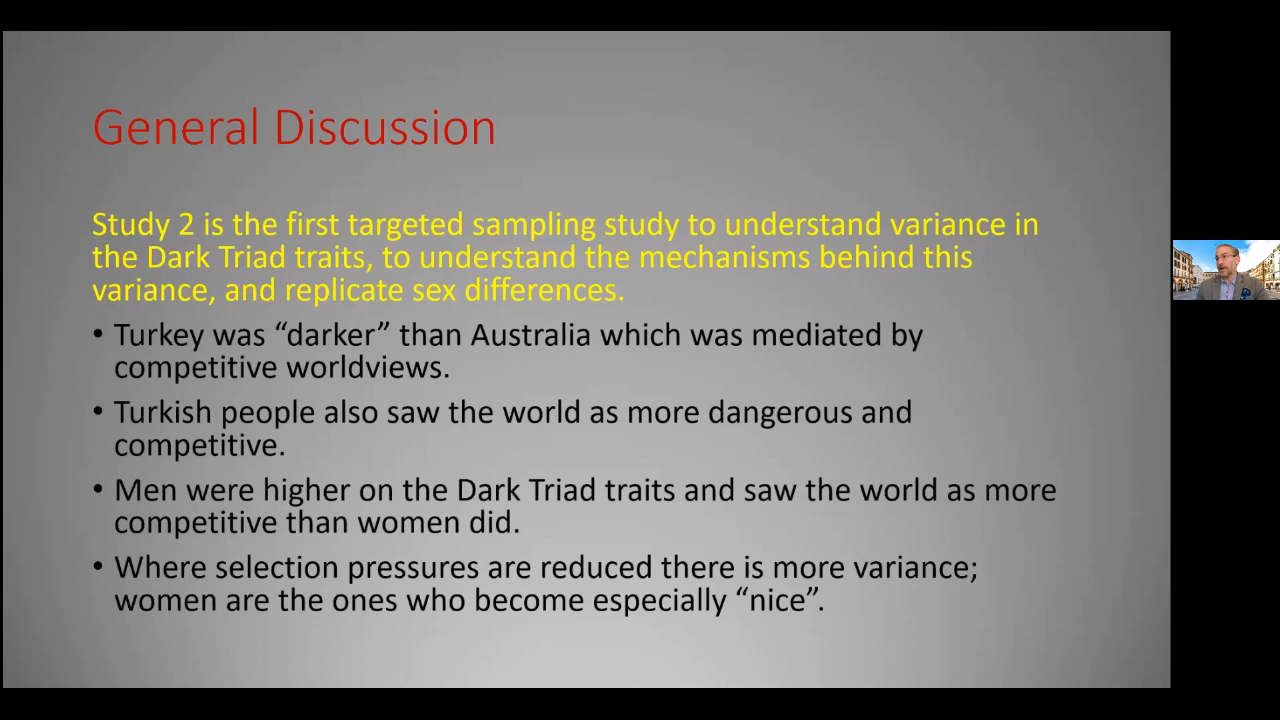 General Discussion
Study 2 is the first targeted sampling study to understand variance in
the Dark Triad traits, to understand the mechanisms behind this
variance, and replicate sex differences.
• Turkey was “darker” than Australia which was mediated by
competitive worldviews.
• Turkish people also saw the world as more dangerous and
competitive.
• Men were higher on the Dark Triad traits and saw the world as more
competitive than women did.
• Where selection pressures are reduced there is more variance;
women are the ones who become especially “nice”.